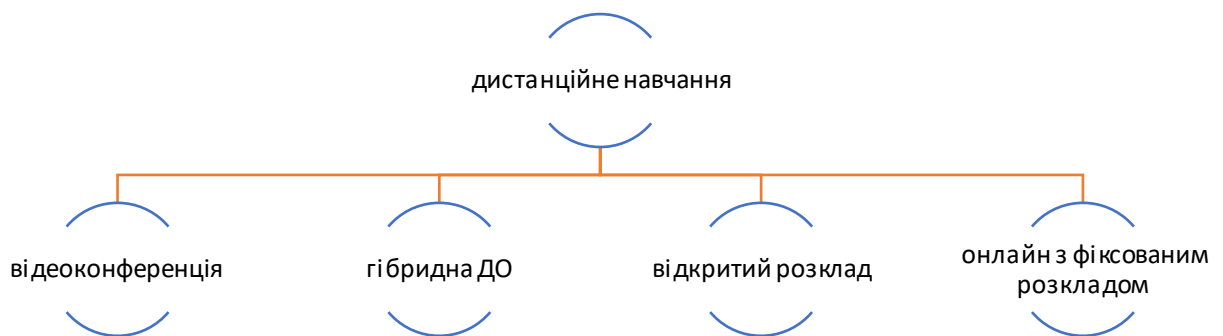 дистанційне навчання
відеоконференція
гібридна ДО
відкритий розклад
онлайн з фіксованим
розкладом